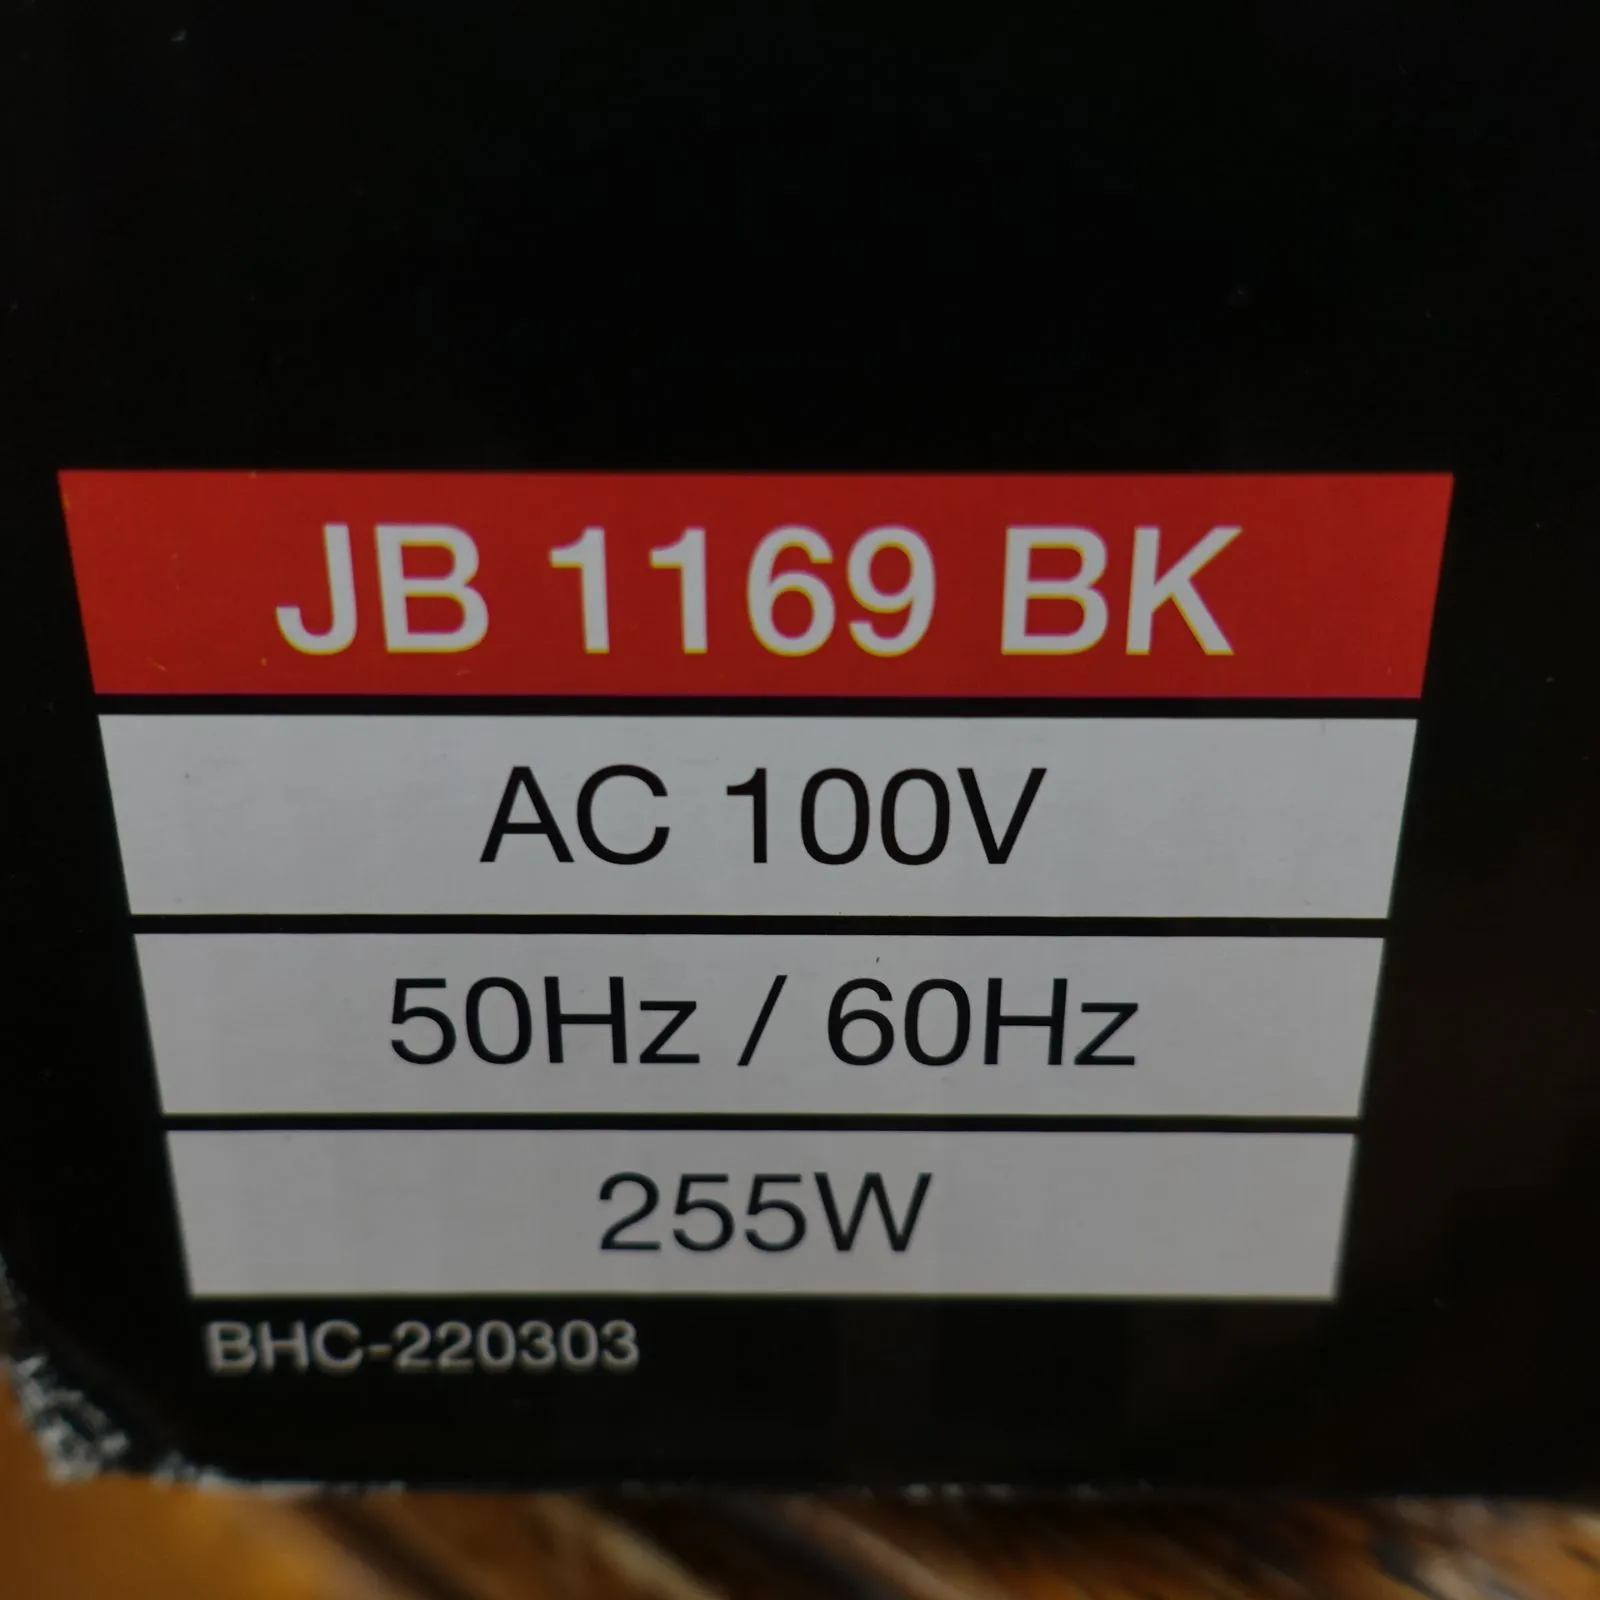 JB 1169 BK
AC 100V
50Hz / 60Hz
255W
BHC-220303